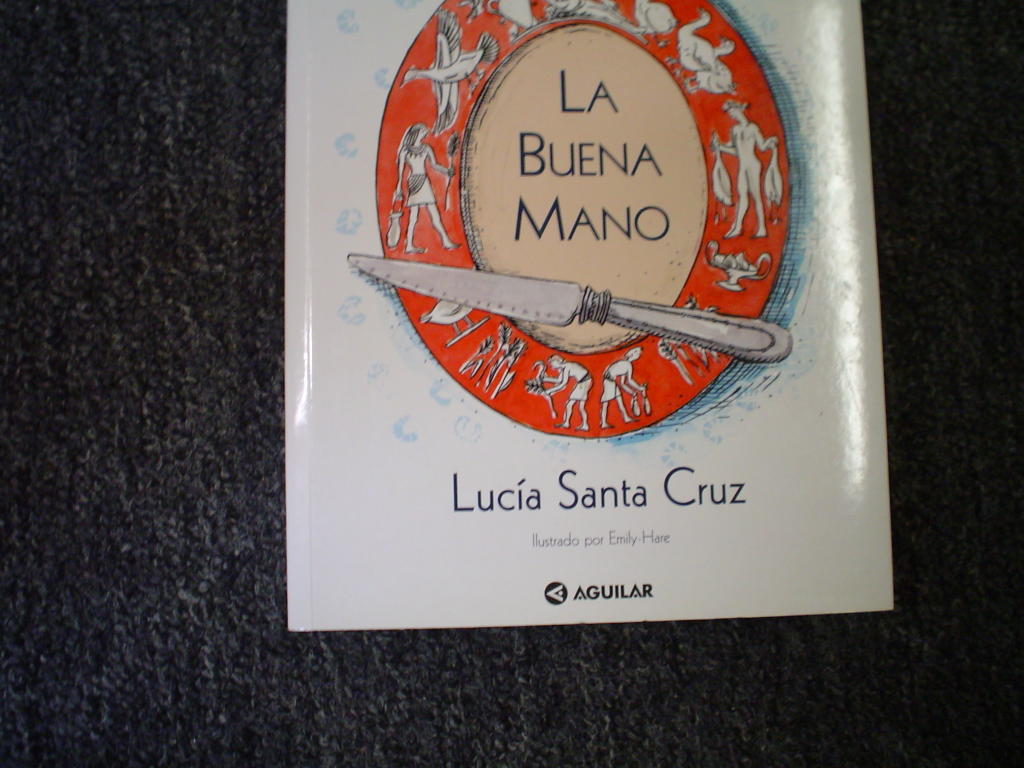 LA
BUENA
MANO
Lucía Santa Cruz
Ilustrado por Emily-Hare
AGUILAR